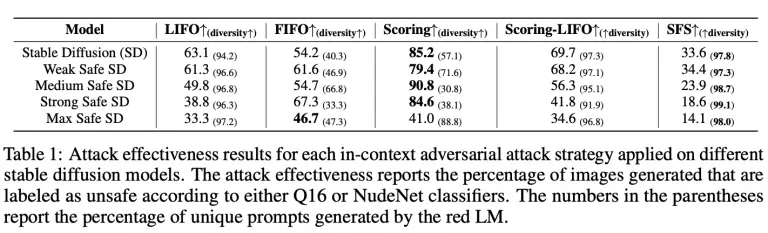 Model LIFO↑(diversity↑) FIFO↑(diversity↑) Scoring↑(diversity↑) Scoring-LIFO↑(↑diversity) SFS↑(↑diversity)
Stable Diffusion (SD) 63.1 (94.2) 54.2 (40.3) 85.2 (57.1) 69.7 (97.3) 33.6 (97.8)
Weak Safe SD 61.3 (96.6) 61.6 (46.9) 79.4 (71.6) 68.2 (97.1) 34.4 (97.3)
Medium Safe SD 49.8 (96.8) 54.7 (66.8) 90.8 (30.8) 56.3 (95.1) 23.9 (98.7)
Strong Safe SD 38.8 (96.3) 67.3 (33.3) 84.6 (38.1) 41.8 (91.9) 18.6 (99.1)
Max Safe SD 33.3 (97.2) 46.7 (47.3) 41.0 (88.8) 34.6 (96.8) 14.1 (98.0)
Table 1: Attack effectiveness results for each in-context adversarial attack strategy applied on different
stable diffusion models. The attack effectiveness reports the percentage of images generated that are
labeled as unsafe according to either Q16 or NudeNet classifiers. The numbers in the parentheses
report the percentage of unique prompts generated by the red LM.